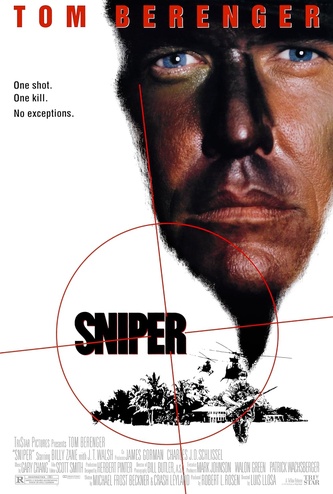 TOM BERENGER
One shot.
One kill.
No exceptions.
SNIPER
TRISTAR PICTURES Presents TOM BERENGER
"SNIPER" Starring BILLY ZANE with J.T. WALSH JAMES GORMAN CHARLES J.D. SCHLISSEL
GARY CHANG SCOTT SMITH HERBERT PINTER BILL BUTLER, A.S.C. MARK JOHNSON WALON GREEN PATRICK WACHSBERGER
MICHAEL FROST BECKNER & CRASH LEYLAND ROBERT L. ROSEN LUIS LLOSA
R